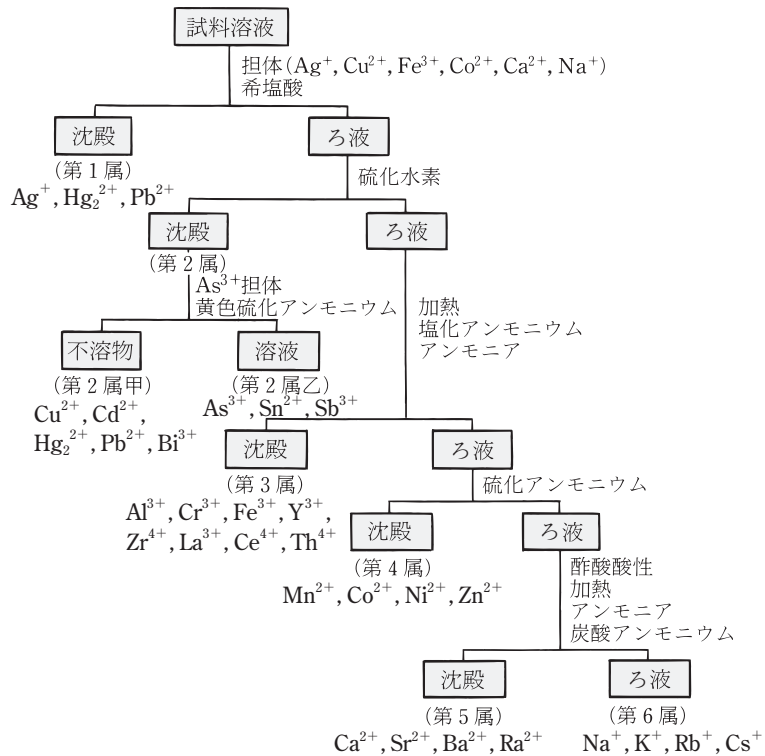 試料溶液
担体(Ag⁺, Cu²⁺, Fe³⁺, Co²⁺, Ca²⁺, Na⁺)
希塩酸
沈殿
ろ液
(第1属)
Ag⁺, Hg₂²⁺, Pb²⁺
硫化水素
沈殿
ろ液
(第2属)
As³⁺担体
黄色硫化アンモニウム
加熱
塩化アンモニウム
アンモニア
不溶物
溶液
(第2属甲)
(第2属乙)
Cu²⁺, Cd²⁺,
Hg₂²⁺, Pb²⁺, Bi³⁺
As³⁺, Sn²⁺, Sb³⁺
沈殿
ろ液
(第3属)
Al³⁺, Cr³⁺, Fe³⁺, Y³⁺,
Zr⁴⁺, La³⁺, Ce⁴⁺, Th⁴⁺
硫化アンモニウム
沈殿
ろ液
(第4属)
Mn²⁺, Co²⁺, Ni²⁺, Zn²⁺
酢酸酸性
加熱
アンモニア
炭酸アンモニウム
沈殿
ろ液
(第5属)
(第6属)
Ca²⁺, Sr²⁺, Ba²⁺, Ra²⁺
Na⁺, K⁺, Rb⁺, Cs⁺